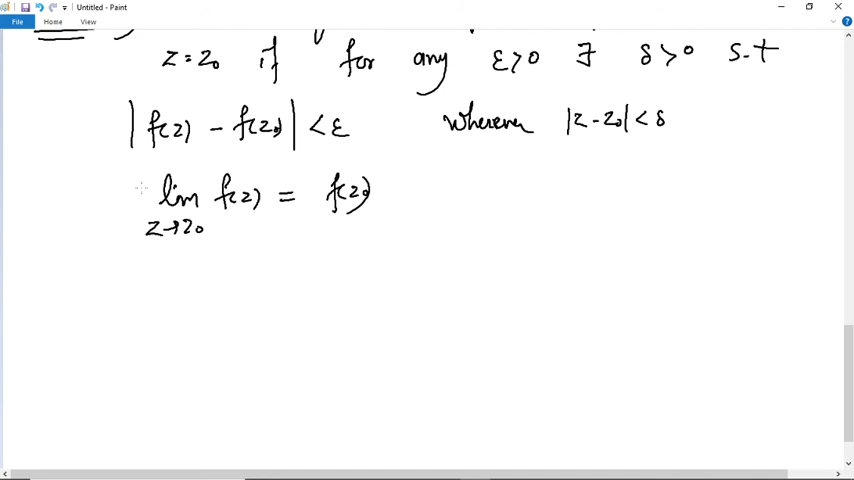 Untitled - Paint
File Home View
z = z₀ if for any ε>0 ∃ δ>0 s.t
|f(z) - f(z₀)| < ε whenever |z - z₀| < δ
lim f(z) = f(z₀)
z→z₀